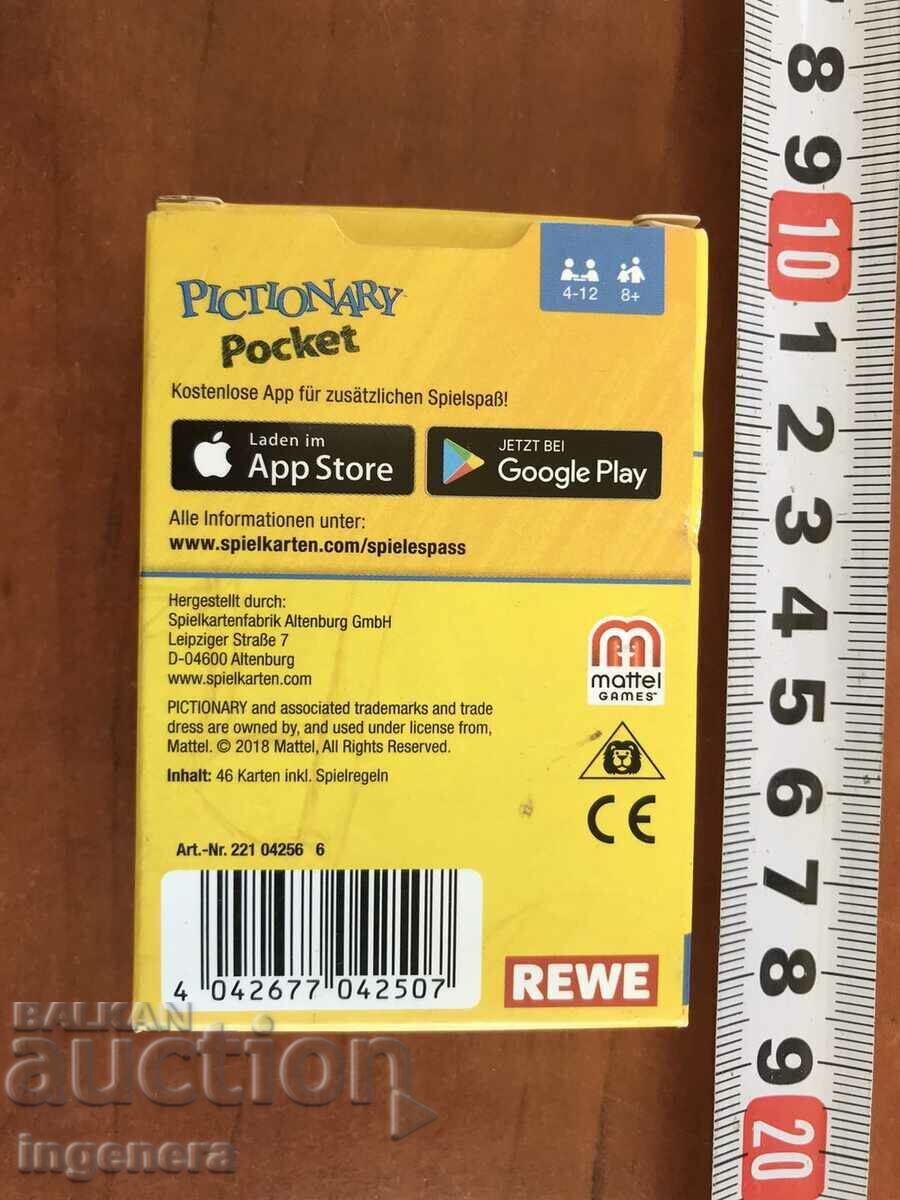 PICTIONARY
Pocket
4-12 8+
Kostenlose App für zusätzlichen Spielspaß!
Laden im
App Store
JETZT BEI
Google Play
Alle Informationen unter:
www.spielkarten.com/spielespass
Hergestellt durch:
Spielkartenfabrik Altenburg GmbH
Leipziger Straße 7
D-04600 Altenburg
www.spielkarten.com
PICTIONARY and associated trademarks and trade
dress are owned by, and used under license from,
Mattel. © 2018 Mattel, All Rights Reserved.
Inhalt: 46 Karten inkl. Spielregeln
mattel
GAMES
CE
Art.-Nr. 221 04256 6
4 042677 042507
REWE
8 9 10 1 2 3 4 5 6 7 8 9 20
BALKAN
auction
ingenera